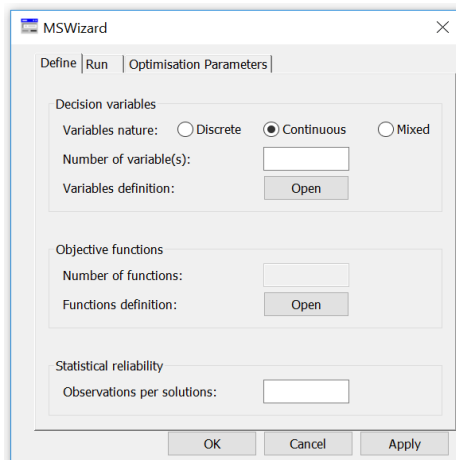 MSWizard
Define Run Optimisation Parameters
Decision variables
Variables nature: Discrete Continuous Mixed
Number of variable(s):
Variables definition: Open
Objective functions
Number of functions:
Functions definition: Open
Statistical reliability
Observations per solutions:
OK Cancel Apply